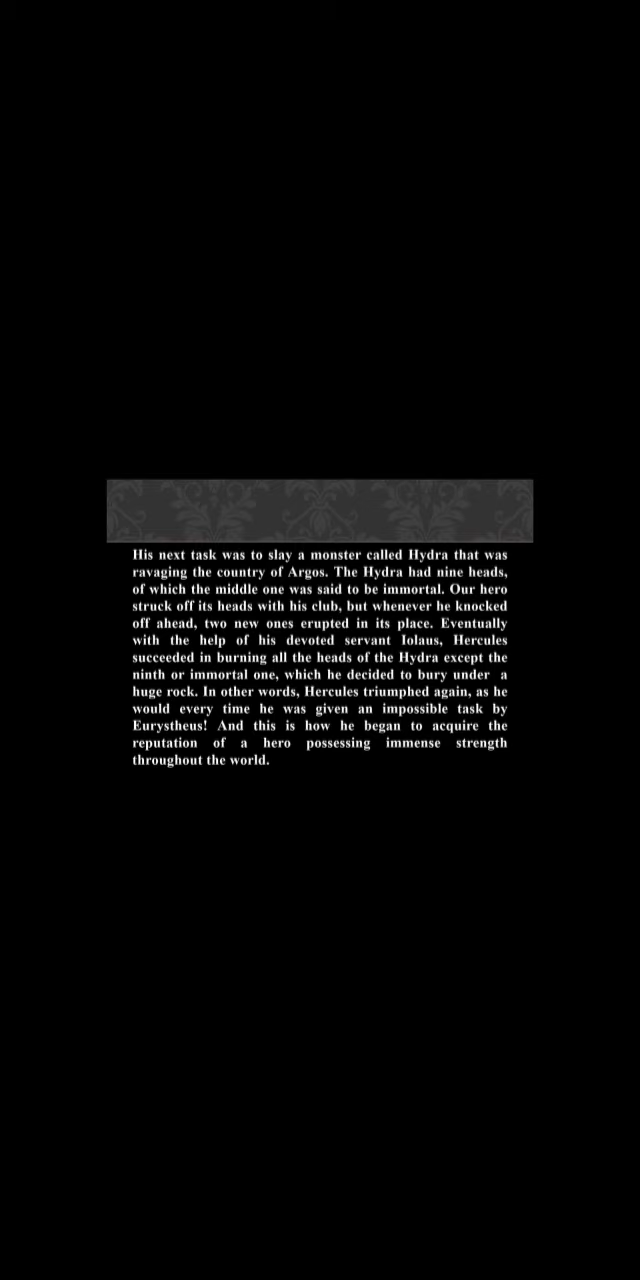 His next task was to slay a monster called Hydra that was
ravaging the country of Argos. The Hydra had nine heads,
of which the middle one was said to be immortal. Our hero
struck off its heads with his club, but whenever he knocked
off ahead, two new ones erupted in its place. Eventually
with the help of his devoted servant Iolaus, Hercules
succeeded in burning all the heads of the Hydra except the
ninth or immortal one, which he decided to bury under a
huge rock. In other words, Hercules triumphed again, as he
would every time he was given an impossible task by
Eurystheus! And this is how he began to acquire the
reputation of a hero possessing immense strength
throughout the world.